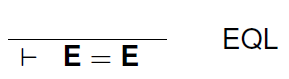 ⊢ E = E EQL